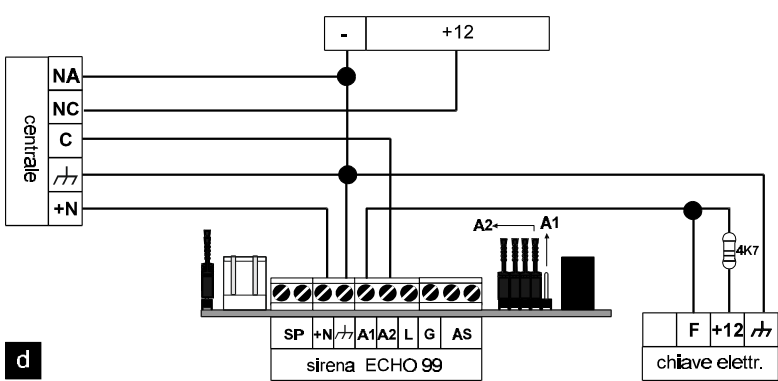 - +12
NA
NC
C
+N
centrale
A2 A1
4K7
SP +N A1 A2 L G AS
sirena ECHO 99
F +12
chiave elettr.
d